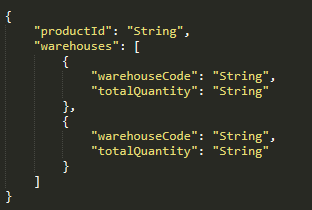 {
    "productId": "String",
    "warehouses": [
        {
            "warehouseCode": "String",
            "totalQuantity": "String"
        },
        {
            "warehouseCode": "String",
            "totalQuantity": "String"
        }
    ]
}